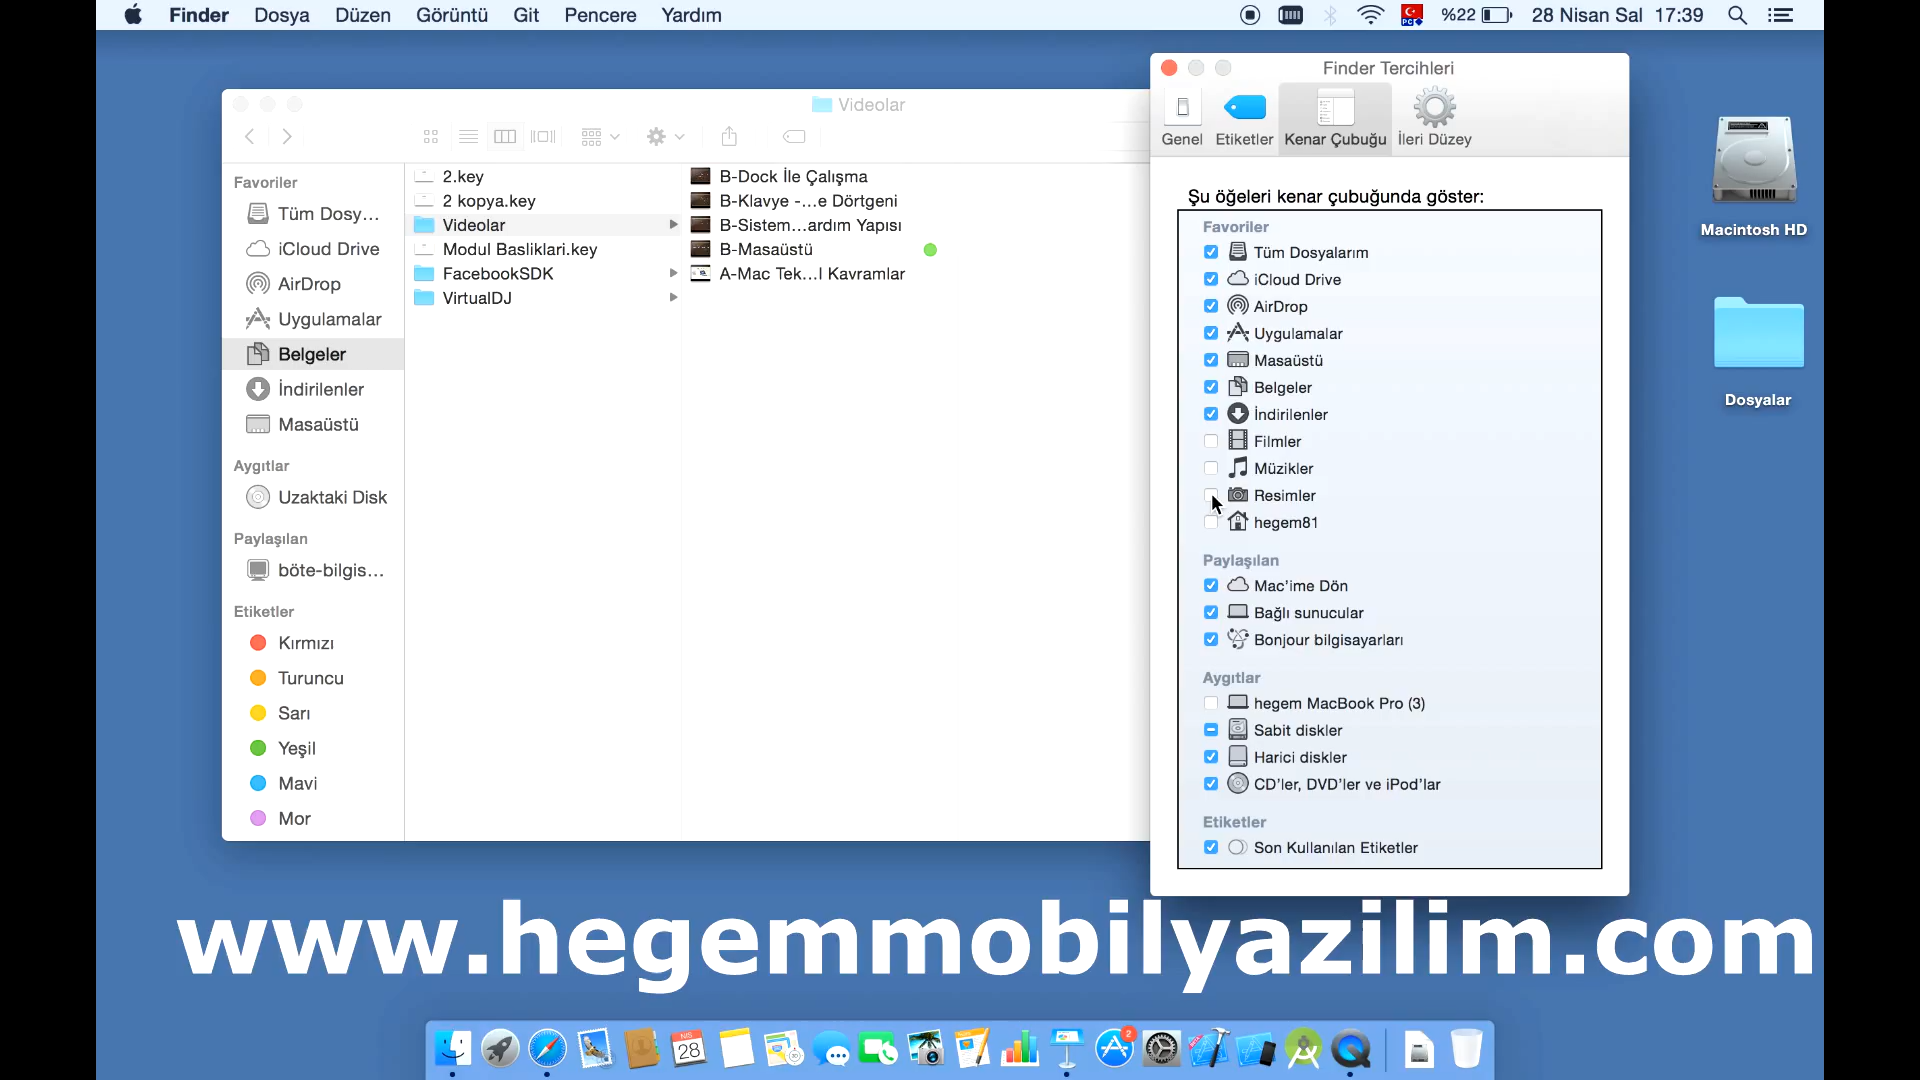 Finder Dosya Düzen Görüntü Git Pencere Yardım
%22 28 Nisan Sal 17:39
Videolar
Favoriler
Tüm Dosy...
iCloud Drive
AirDrop
Uygulamalar
Belgeler
İndirilenler
Masaüstü
Aygıtlar
Uzaktaki Disk
Paylaşılan
böte-bilgis...
Etiketler
Kırmızı
Turuncu
Sarı
Yeşil
Mavi
Mor
2.key
2 kopya.key
Videolar
Modul Basliklari.key
FacebookSDK
VirtualDJ
B-Dock İle Çalışma
B-Klavye -...e Dörtgeni
B-Sistem...ardım Yapısı
B-Masaüstü
A-Mac Tek...l Kavramlar
Finder Tercihleri
Genel Etiketler Kenar Çubuğu İleri Düzey
Şu öğeleri kenar çubuğunda göster:
Favoriler
Tüm Dosyalarım
iCloud Drive
AirDrop
Uygulamalar
Masaüstü
Belgeler
İndirilenler
Filmler
Müzikler
Resimler
hegem81
Paylaşılan
Mac'ime Dön
Bağlı sunucular
Bonjour bilgisayarları
Aygıtlar
hegem MacBook Pro (3)
Sabit diskler
Harici diskler
CD'ler, DVD'ler ve iPod'lar
Etiketler
Son Kullanılan Etiketler
Macintosh HD
Dosyalar
www.hegemmobilyazilim.com
NİS
28
2